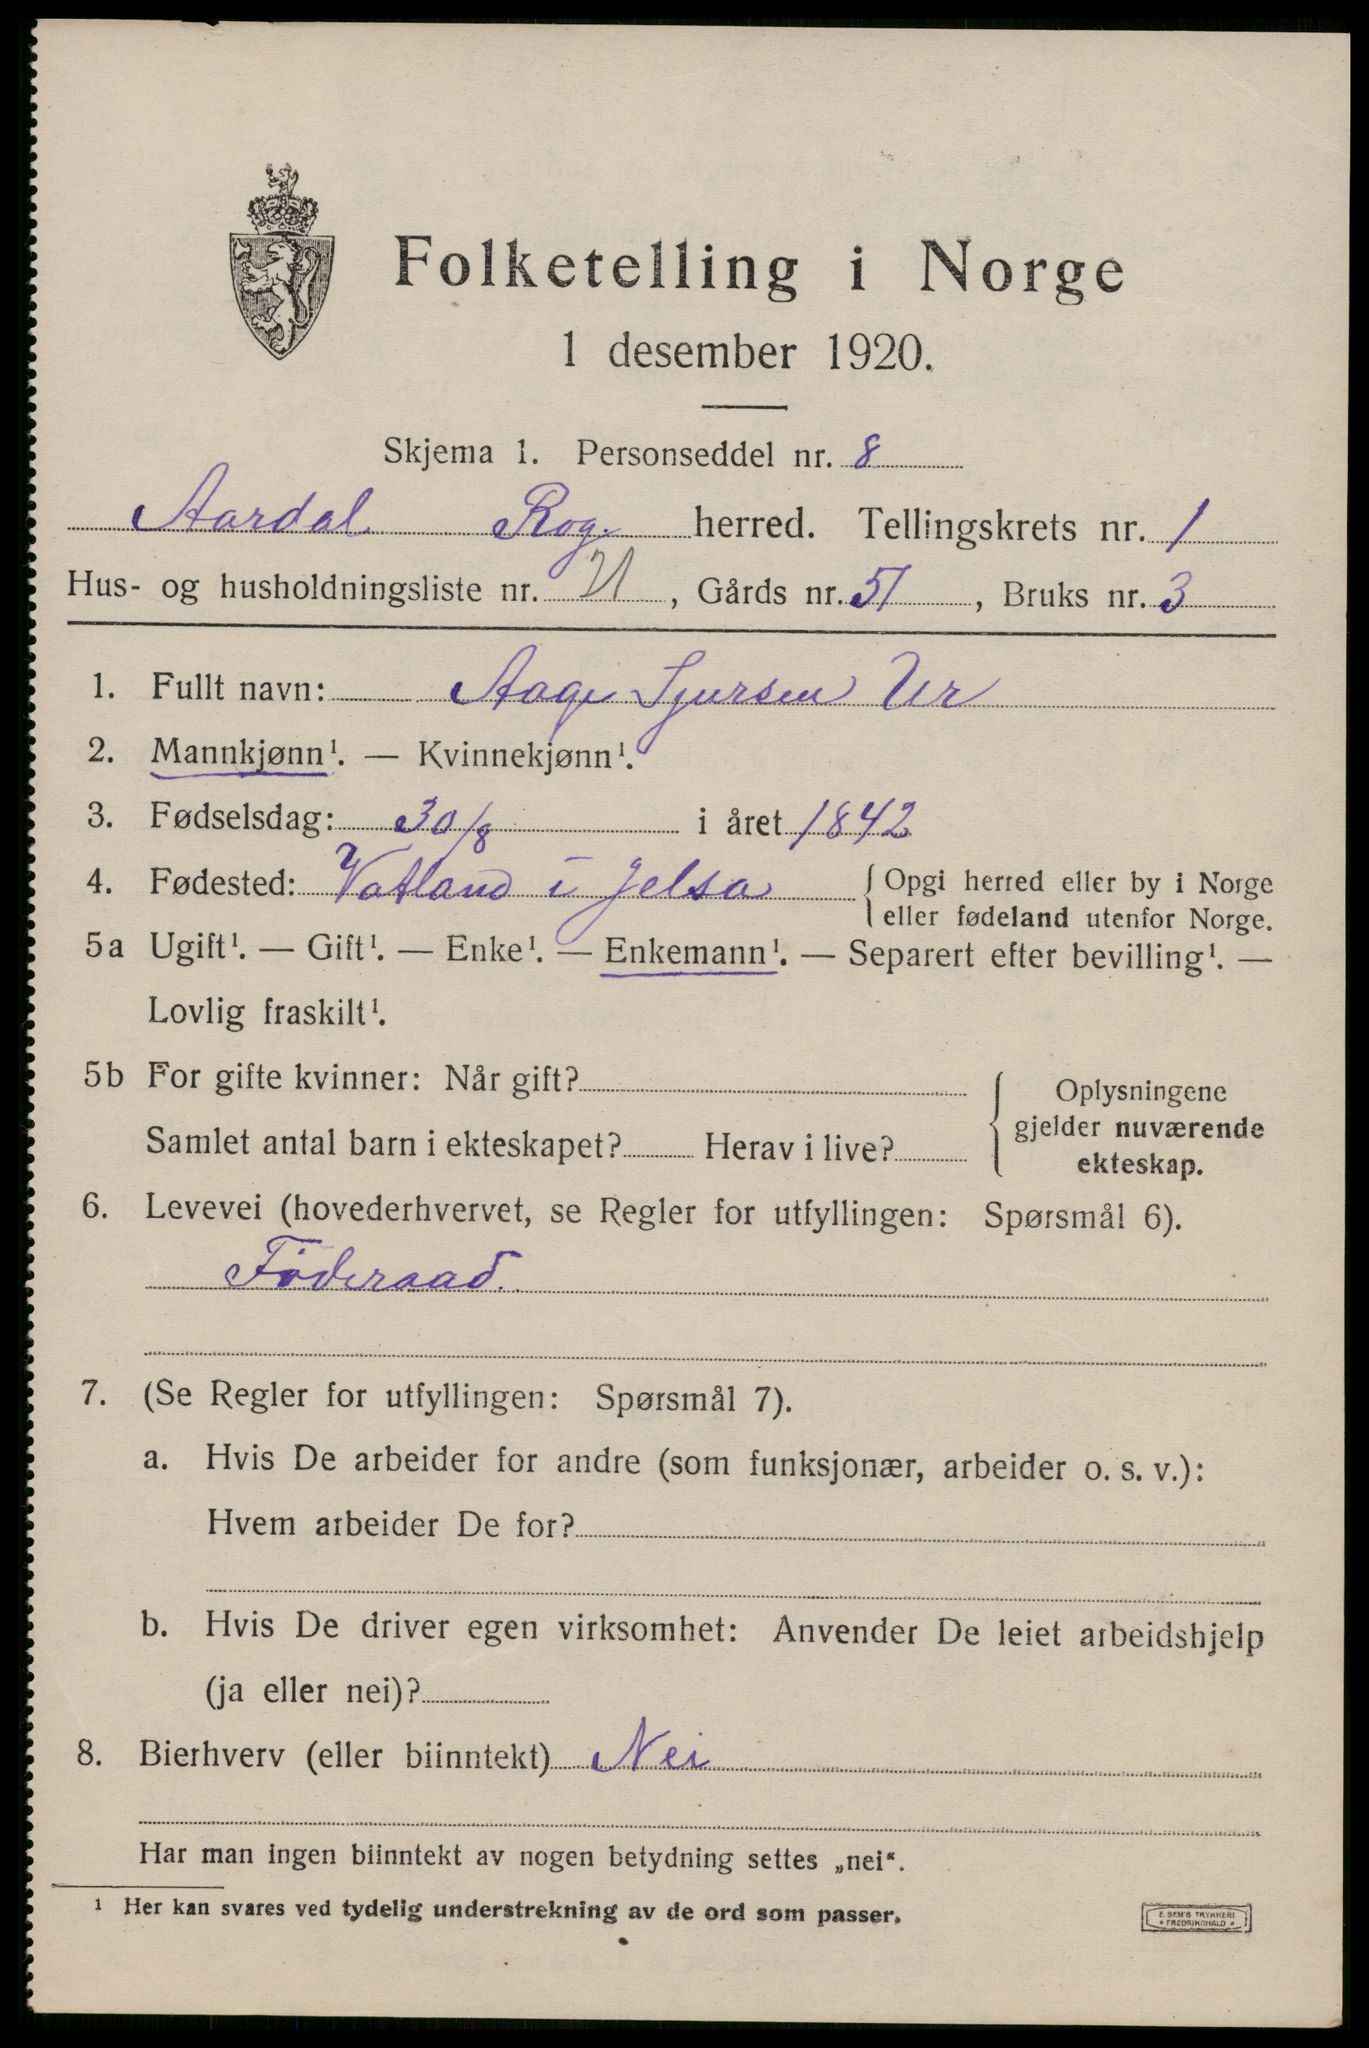 Folketelling i Norge
1 desember 1920.
Skjema 1. Personseddel nr. 8
Aardal Rog. herred. Tellingskrets nr. 1
Hus- og husholdningsliste nr. 21, Gårds nr. 51, Bruks nr. 3
1. Fullt navn: Aage Sjursen Ur
2. Mannkjønn¹. — Kvinnekjønn¹.
3. Fødselsdag: 30/8 i året 1842
4. Fødested: Vatland i Jelsa { Opgi herred eller by i Norge
eller fødeland utenfor Norge.
5a Ugift¹. — Gift¹. — Enke¹. — Enkemann¹. — Separert efter bevilling¹. —
Lovlig fraskilt¹.
5b For gifte kvinner: Når gift?
Samlet antal barn i ekteskapet? Herav i live?
Oplysningene
gjelder nuværende
ekteskap.
6. Levevei (hovederhvervet, se Regler for utfyllingen: Spørsmål 6).
Føderaad.
7. (Se Regler for utfyllingen: Spørsmål 7).
a. Hvis De arbeider for andre (som funksjonær, arbeider o. s. v.):
Hvem arbeider De for?
b. Hvis De driver egen virksomhet: Anvender De leiet arbeidshjelp
(ja eller nei)?
8. Bierhverv (eller biinntekt) Nei
Har man ingen biinntekt av nogen betydning settes „nei“.
¹ Her kan svares ved tydelig understrekning av de ord som passer.
E. SEM'S TRYKKERI
* FREDRIKSHALD *